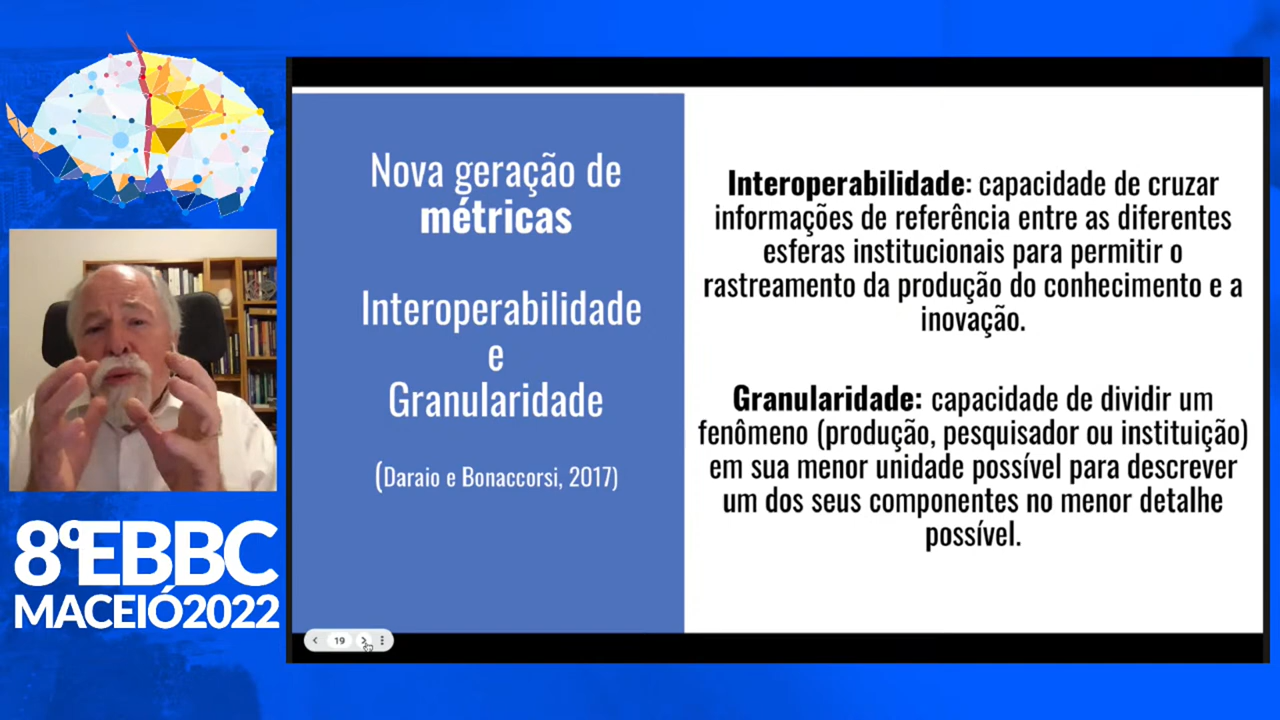 Nova geração de
métricas
Interoperabilidade
e
Granularidade
(Daraio e Bonaccorsi, 2017)
Interoperabilidade: capacidade de cruzar
informações de referência entre as diferentes
esferas institucionais para permitir o
rastreamento da produção do conhecimento e a
inovação.
Granularidade: capacidade de dividir um
fenômeno (produção, pesquisador ou instituição)
em sua menor unidade possível para descrever
um dos seus componentes no menor detalhe
possível.
8ºEBBC
MACEIÓ2022
19